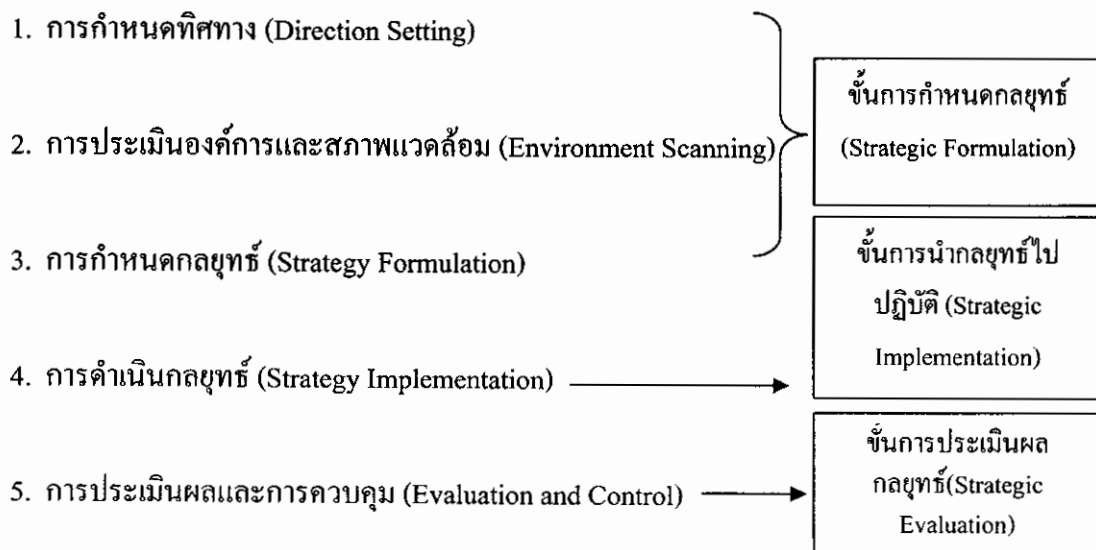 1. การกำหนดทิศทาง (Direction Setting)
2. การประเมินองค์การและสภาพแวดล้อม (Environment Scanning)
3. การกำหนดกลยุทธ์ (Strategy Formulation)
4. การดำเนินกลยุทธ์ (Strategy Implementation)
5. การประเมินผลและการควบคุม (Evaluation and Control)
ขั้นการกำหนดกลยุทธ์
(Strategic Formulation)
ขั้นการนำกลยุทธ์ไป
ปฏิบัติ (Strategic
Implementation)
ขั้นการประเมินผล
กลยุทธ์(Strategic
Evaluation)